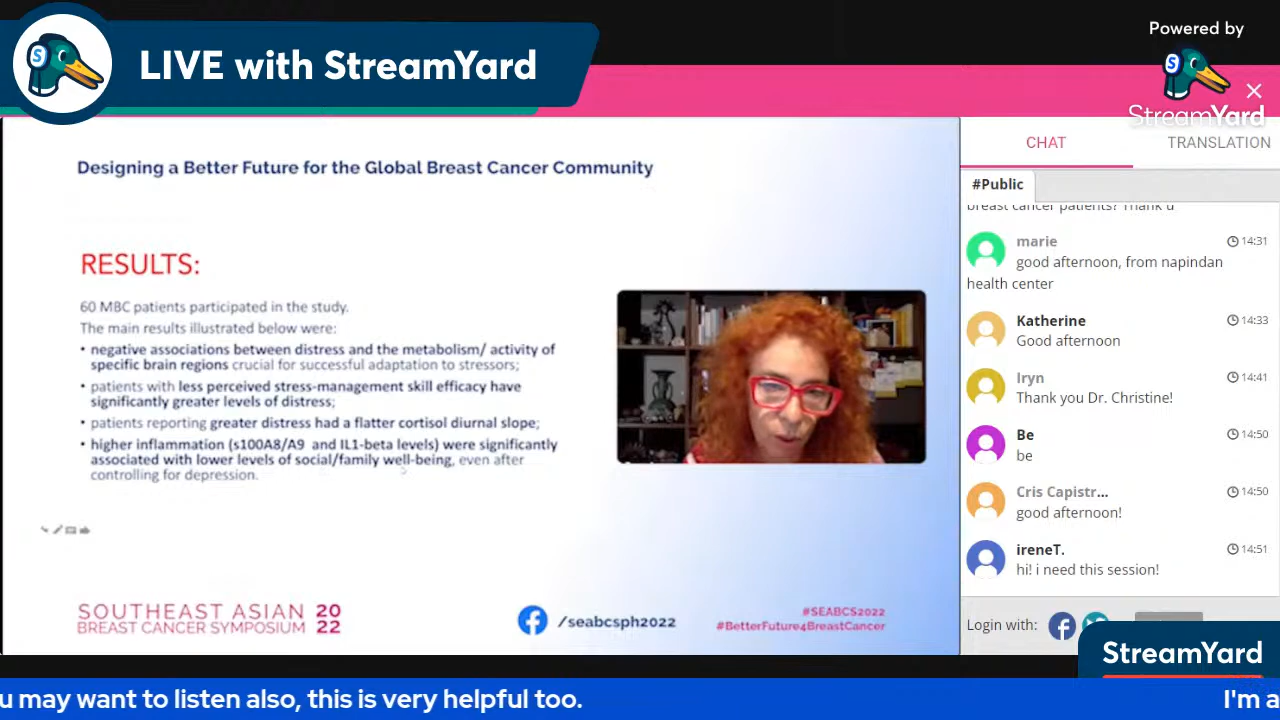 LIVE with StreamYard
Powered by
StreamYard
Designing a Better Future for the Global Breast Cancer Community
RESULTS:
60 MBC patients participated in the study.
The main results illustrated below were:
• negative associations between distress and the metabolism/ activity of
specific brain regions crucial for successful adaptation to stressors;
• patients with less perceived stress-management skill efficacy have
significantly greater levels of distress;
• patients reporting greater distress had a flatter cortisol diurnal slope;
• higher inflammation (s100A8/A9 and IL1-beta levels) were significantly
associated with lower levels of social/family well-being, even after
controlling for depression.
SOUTHEAST ASIAN 20
BREAST CANCER SYMPOSIUM 22
/seabcsph2022
#SEABCS2022
#BetterFuture4BreastCancer
CHAT TRANSLATION
#Public
breast cancer patients? Thank u
marie 14:31
good afternoon, from napindan
health center
Katherine 14:33
Good afternoon
Iryn 14:41
Thank you Dr. Christine!
Be 14:50
be
Cris Capistr... 14:50
good afternoon!
ireneT. 14:51
hi! i need this session!
Login with:
StreamYard
u may want to listen also, this is very helpful too. I'm a